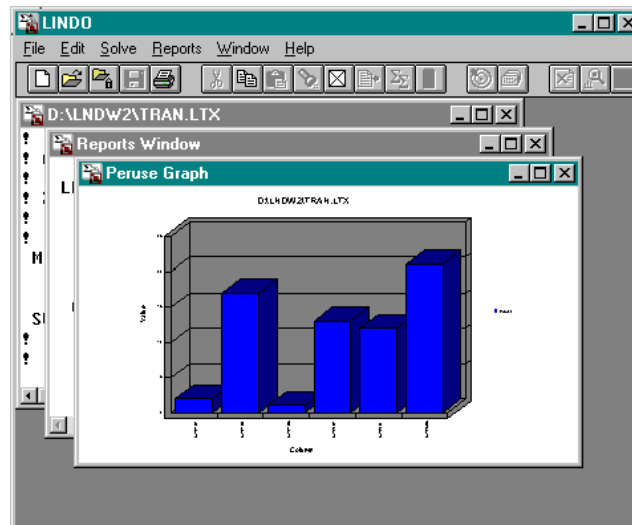 LINDO
File Edit Solve Reports Window Help
D:\LNDW2\TRAN.LTX
Reports Window
Peruse Graph
D:\LNDW2\TRAN.LTX
Value
Column